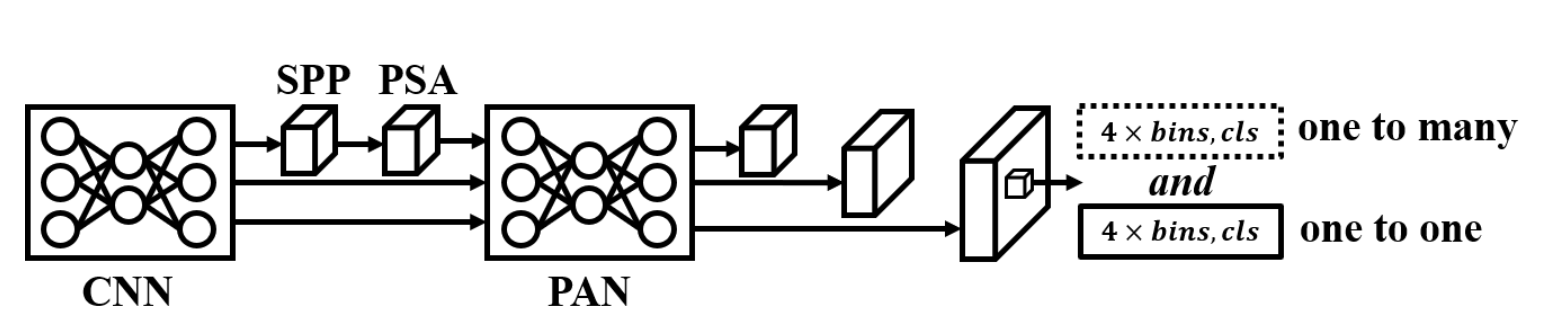 SPP PSA
4 × bins, cls one to many
and
4 × bins, cls one to one
CNN PAN